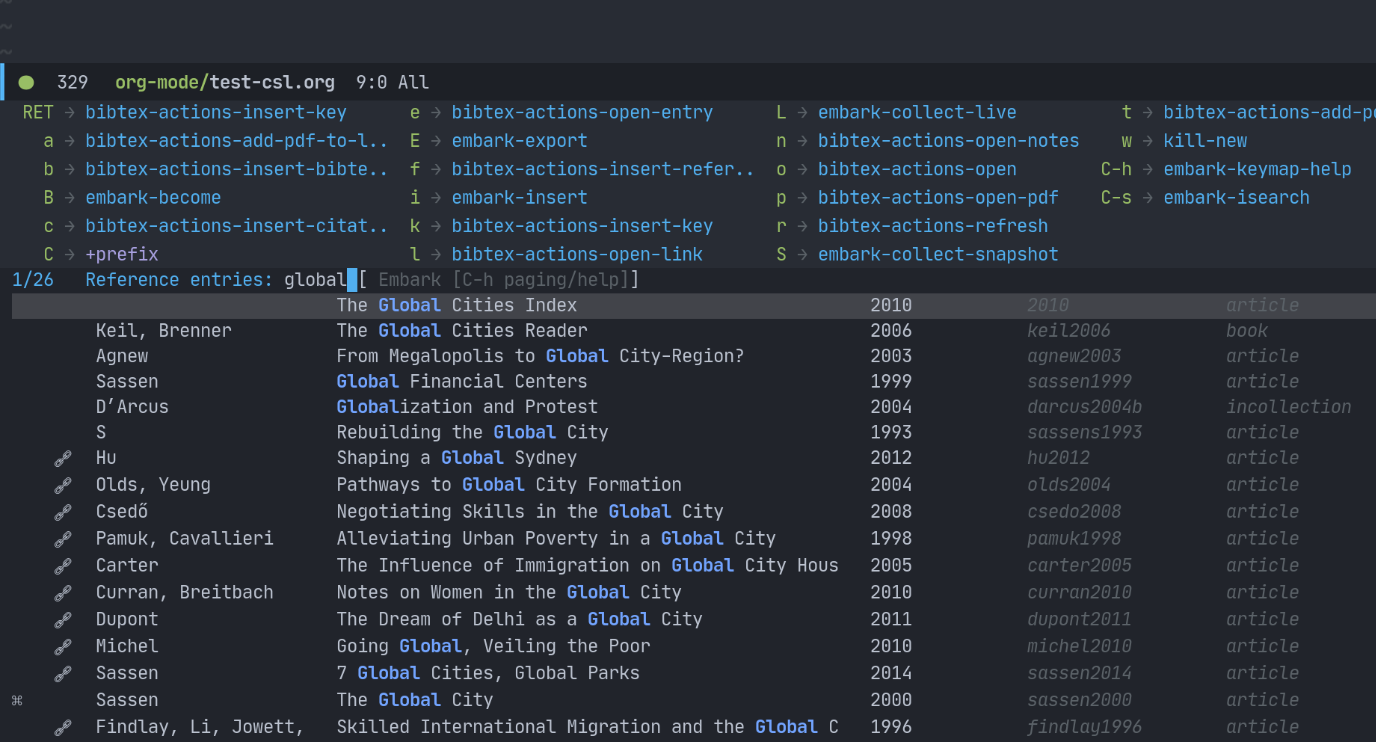 ~
~
~
329 org-mode/test-csl.org 9:0 All
RET → bibtex-actions-insert-key e → bibtex-actions-open-entry L → embark-collect-live t → bibtex-actions-add-p
a → bibtex-actions-add-pdf-to-l.. E → embark-export n → bibtex-actions-open-notes w → kill-new
b → bibtex-actions-insert-bibte.. f → bibtex-actions-insert-refer.. o → bibtex-actions-open C-h → embark-keymap-help
B → embark-become i → embark-insert p → bibtex-actions-open-pdf C-s → embark-isearch
c → bibtex-actions-insert-citat.. k → bibtex-actions-insert-key r → bibtex-actions-refresh
C → +prefix l → bibtex-actions-open-link S → embark-collect-snapshot
1/26 Reference entries: global [ Embark [C-h paging/help]]
The Global Cities Index 2010 2010 article
Keil, Brenner The Global Cities Reader 2006 keil2006 book
Agnew From Megalopolis to Global City-Region? 2003 agnew2003 article
Sassen Global Financial Centers 1999 sassen1999 article
D’Arcus Globalization and Protest 2004 darcus2004b incollection
S Rebuilding the Global City 1993 sassens1993 article
Hu Shaping a Global Sydney 2012 hu2012 article
Olds, Yeung Pathways to Global City Formation 2004 olds2004 article
Csedő Negotiating Skills in the Global City 2008 csedo2008 article
Pamuk, Cavallieri Alleviating Urban Poverty in a Global City 1998 pamuk1998 article
Carter The Influence of Immigration on Global City Hous 2005 carter2005 article
Curran, Breitbach Notes on Women in the Global City 2010 curran2010 article
Dupont The Dream of Delhi as a Global City 2011 dupont2011 article
Michel Going Global, Veiling the Poor 2010 michel2010 article
Sassen 7 Global Cities, Global Parks 2014 sassen2014 article
⌘ Sassen The Global City 2000 sassen2000 article
Findlay, Li, Jowett, Skilled International Migration and the Global C 1996 findlay1996 article